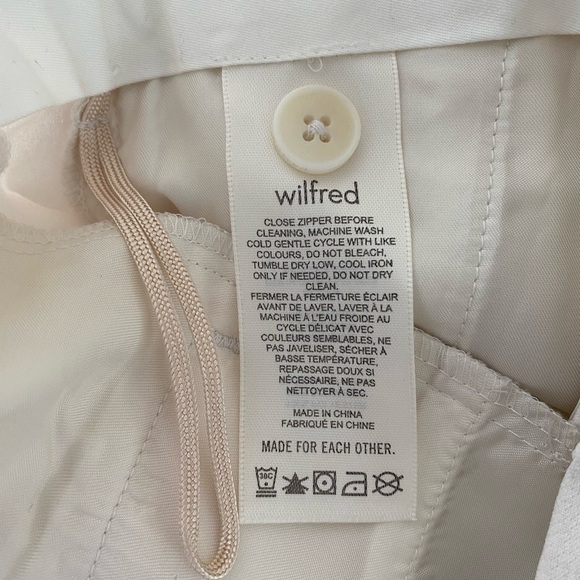 wilfred
CLOSE ZIPPER BEFORE
CLEANING, MACHINE WASH
COLD GENTLE CYCLE WITH LIKE
COLOURS, DO NOT BLEACH,
TUMBLE DRY LOW, COOL IRON
ONLY IF NEEDED, DO NOT DRY
CLEAN.
FERMER LA FERMETURE ÉCLAIR
AVANT DE LAVER, LAVER À LA
MACHINE À L'EAU FROIDE AU
CYCLE DÉLICAT AVEC
COULEURS SEMBLABLES, NE
PAS JAVELISER, SÉCHER À
BASSE TEMPÉRATURE,
REPASSAGE DOUX SI
NÉCESSAIRE, NE PAS
NETTOYER À SEC.
MADE IN CHINA
FABRIQUÉ EN CHINE
MADE FOR EACH OTHER.
30C